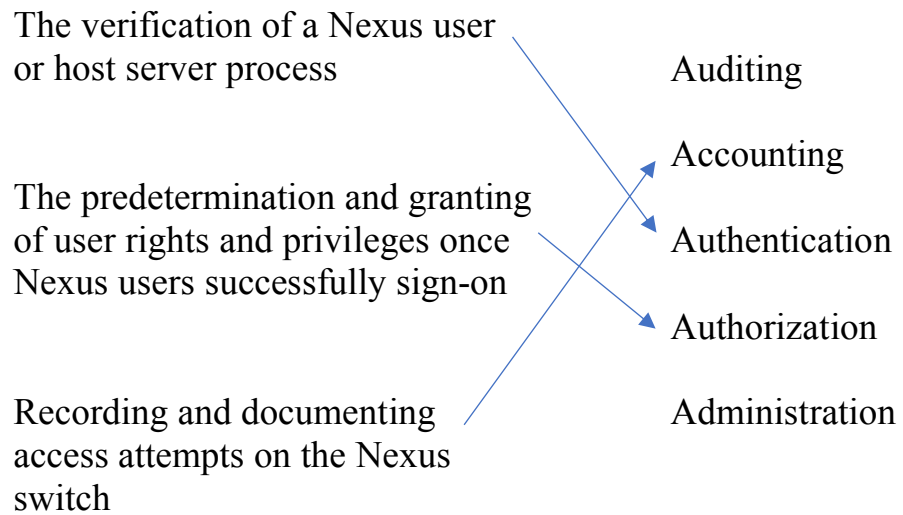 The verification of a Nexus user
or host server process
The predetermination and granting
of user rights and privileges once
Nexus users successfully sign-on
Recording and documenting
access attempts on the Nexus
switch
Auditing
Accounting
Authentication
Authorization
Administration